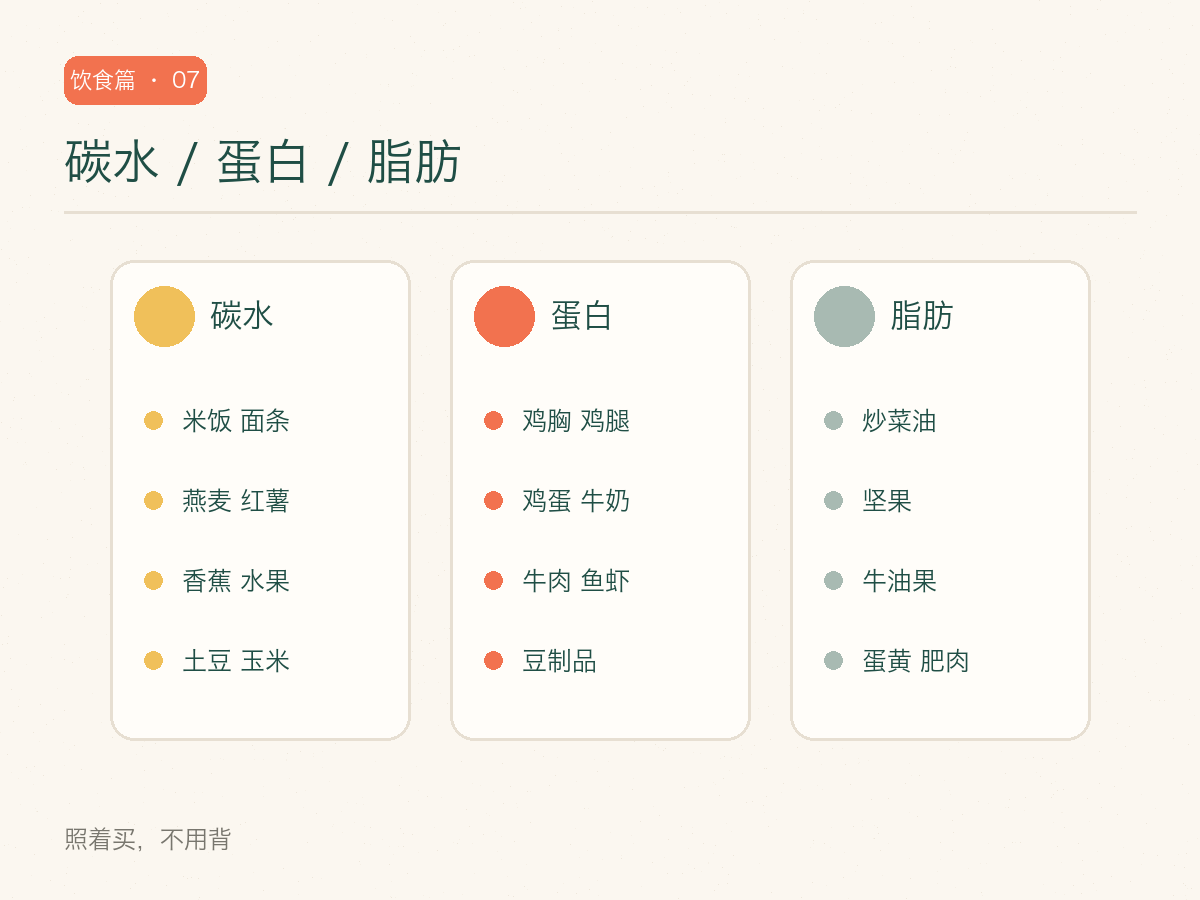 饮食篇 · 07
碳水 / 蛋白 / 脂肪
碳水
米饭 面条
燕麦 红薯
香蕉 水果
土豆 玉米
蛋白
鸡胸 鸡腿
鸡蛋 牛奶
牛肉 鱼虾
豆制品
脂肪
炒菜油
坚果
牛油果
蛋黄 肥肉
照着买，不用背